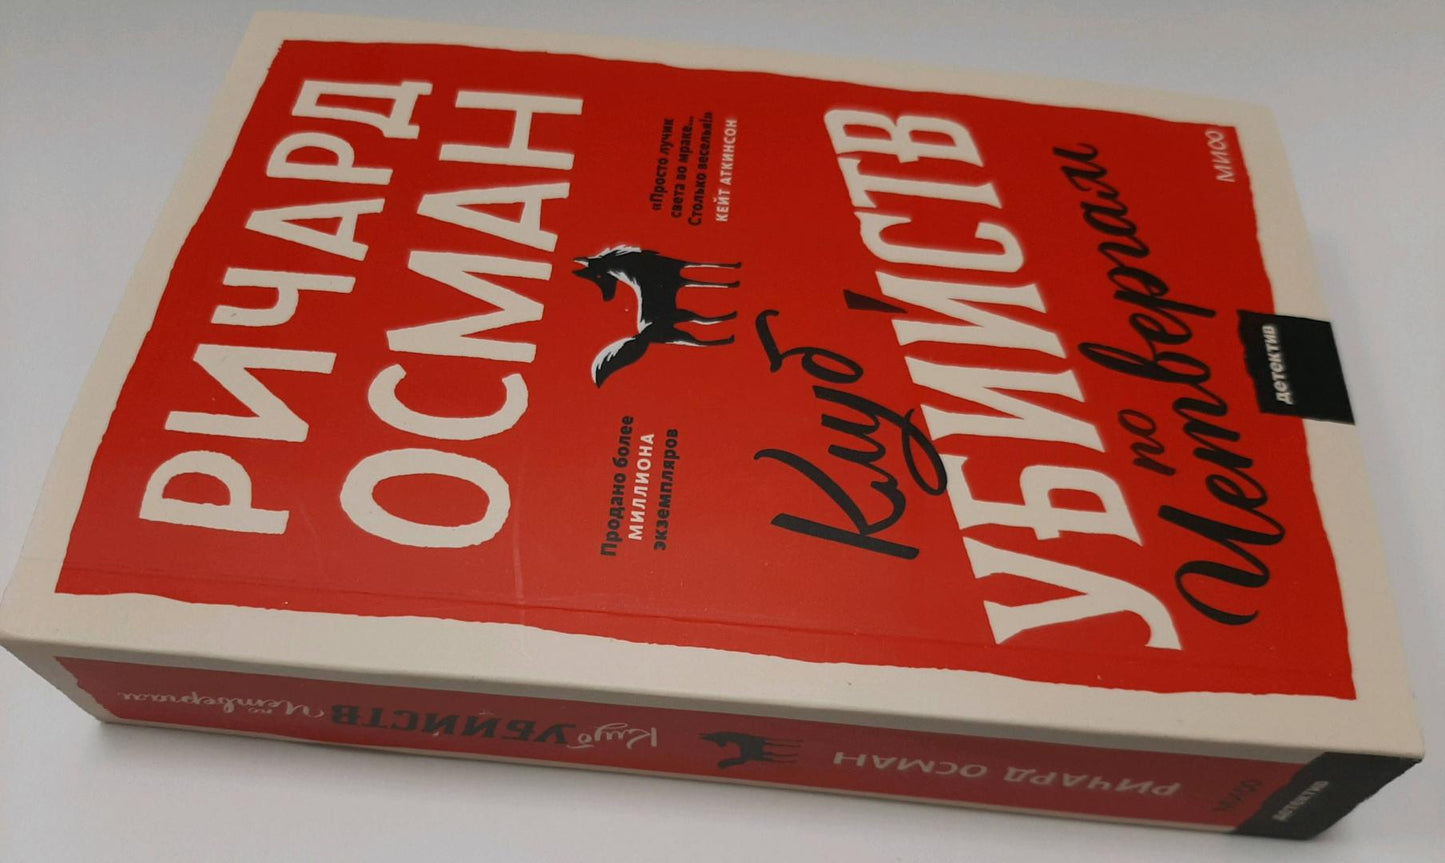 РИЧАРД
ОСМАН
Продано более
МИЛЛИОНА
экземпляров
«Просто лучик
света во мраке...
Столько веселья!»
КЕЙТ АТКИНСОН
Клуб
УБИЙСТВ
по
Четвергам
МИФ
детектив
РИЧАРД ОСМАН
Клуб УБИЙСТВ по Четвергам
МИФ
детектив